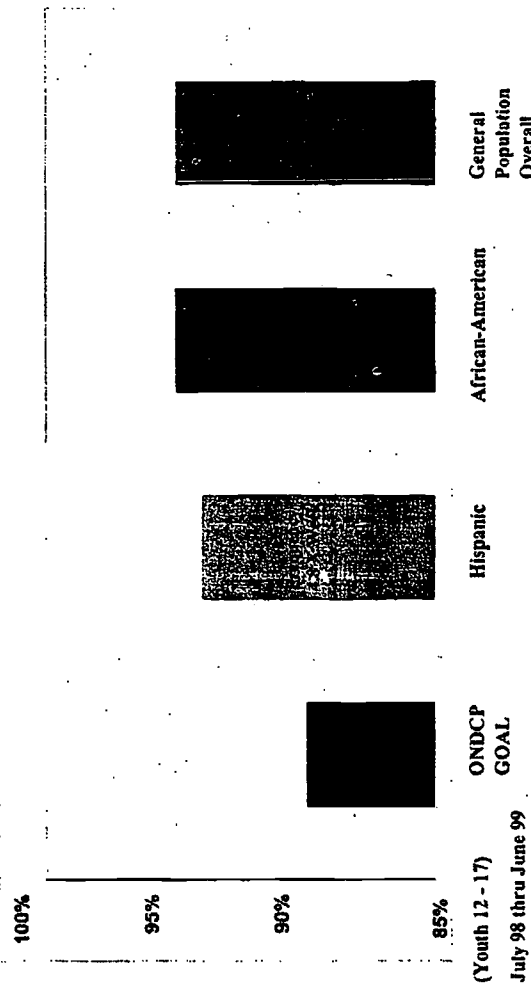 100%
95%
90%
85%
ONDCP
GOAL
Hispanic
African-American
General
Population
Overall
(Youth 12 - 17)
July 98 thru June 99